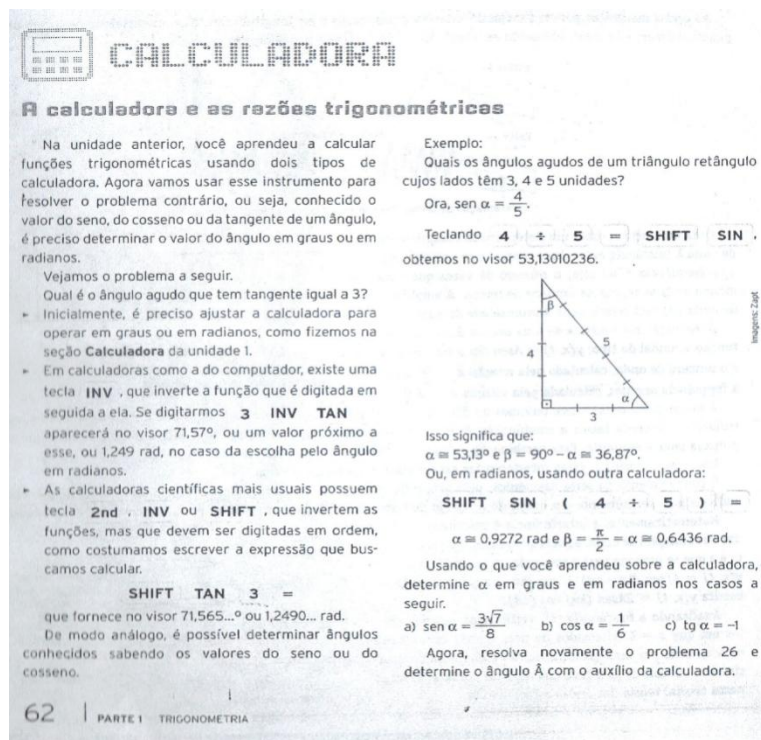 CALCULADORA
A calculadora e as razões trigonométricas
Na unidade anterior, você aprendeu a calcular
funções trigonométricas usando dois tipos de
calculadora. Agora vamos usar esse instrumento para
resolver o problema contrário, ou seja, conhecido o
valor do seno, do cosseno ou da tangente de um ângulo,
é preciso determinar o valor do ângulo em graus ou em
radianos.
Vejamos o problema a seguir.
Qual é o ângulo agudo que tem tangente igual a 3?
Inicialmente, é preciso ajustar a calculadora para
operar em graus ou em radianos, como fizemos na
seção Calculadora da unidade 1.
Em calculadoras como a do computador, existe uma
tecla INV , que inverte a função que é digitada em
seguida a ela. Se digitarmos 3 INV TAN
aparecerá no visor 71,57º, ou um valor próximo a
esse, ou 1,249 rad, no caso da escolha pelo ângulo
em radianos.
As calculadoras científicas mais usuais possuem
tecla 2nd , INV ou SHIFT , que invertem as
funções, mas que devem ser digitadas em ordem,
como costumamos escrever a expressão que bus-
camos calcular.
SHIFT TAN 3 =
que fornece no visor 71,565...º ou 1,2490... rad.
De modo análogo, é possível determinar ângulos
conhecidos sabendo os valores do seno ou do
cosseno.
Exemplo:
Quais os ângulos agudos de um triângulo retângulo
cujos lados têm 3, 4 e 5 unidades?
Ora, sen α = 4/5.
Teclando 4 ÷ 5 = SHIFT SIN ,
obtemos no visor 53,13010236.
β
4
5
α
3
Imagens: Zapt
Isso significa que:
α ≅ 53,13º e β = 90º – α ≅ 36,87º.
Ou, em radianos, usando outra calculadora:
SHIFT SIN ( 4 ÷ 5 ) =
α ≅ 0,9272 rad e β = π/2 = α ≅ 0,6436 rad.
Usando o que você aprendeu sobre a calculadora,
determine α em graus e em radianos nos casos a
seguir.
a) sen α = 3√7/8 b) cos α = 1/6 c) tg α = –1
Agora, resolva novamente o problema 26 e
determine o ângulo Â com o auxílio da calculadora.
62 PARTE I TRIGONOMETRIA